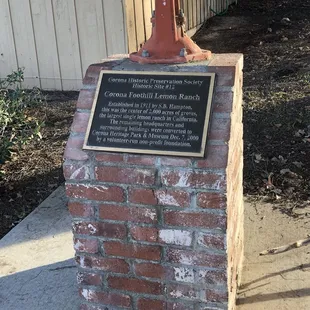 Corona Historic Preservation Society
Historic Site #12
Corona Foothill Lemon Ranch
Established in 1911 by S.B. Hampton,
this was the center of 2,000 acres of groves,
the largest single lemon ranch in California.
The remaining headquarters and
surrounding buildings were converted to
Corona Heritage Park & Museum Dec. 7, 2000
by a non-profit foundation